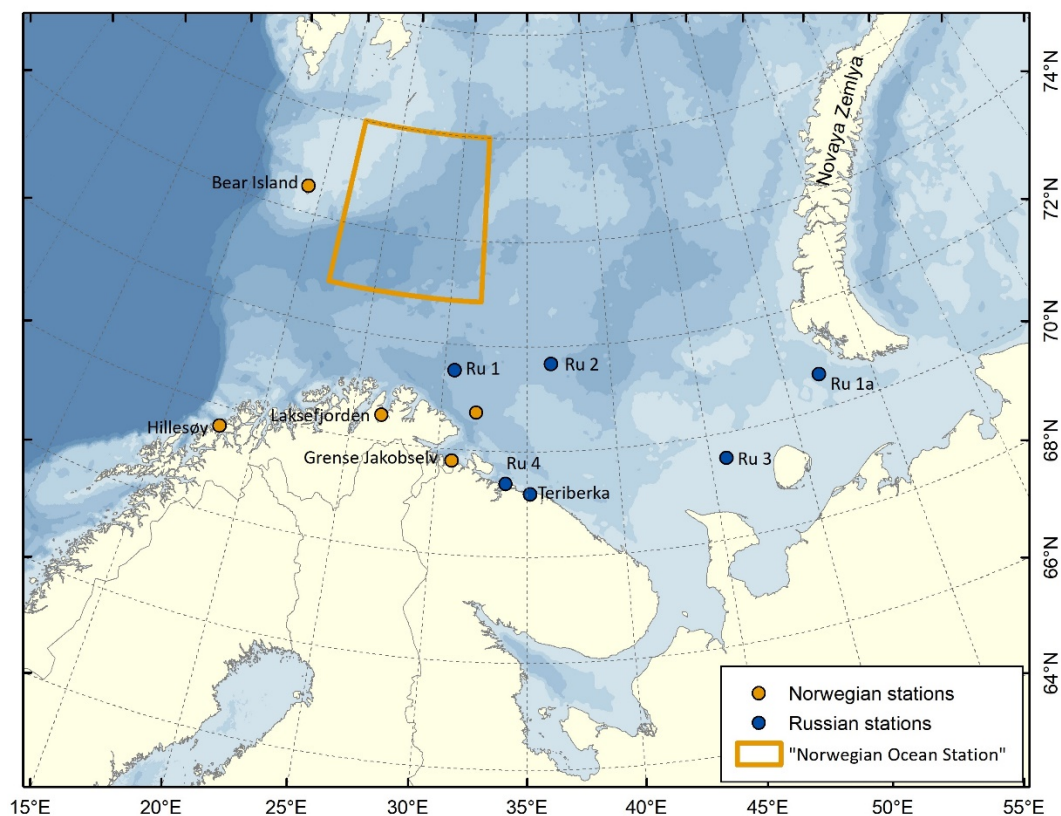 74°N
Novaya Zemlya
Bear Island
72°N
70°N
Ru 1
Ru 2
Ru 1a
Laksefjorden
Hillesøy
68°N
Grense Jakobselv
Ru 4
Ru 3
Teriberka
66°N
64°N
Norwegian stations
Russian stations
"Norwegian Ocean Station"
15°E
20°E
25°E
30°E
35°E
40°E
45°E
50°E
55°E